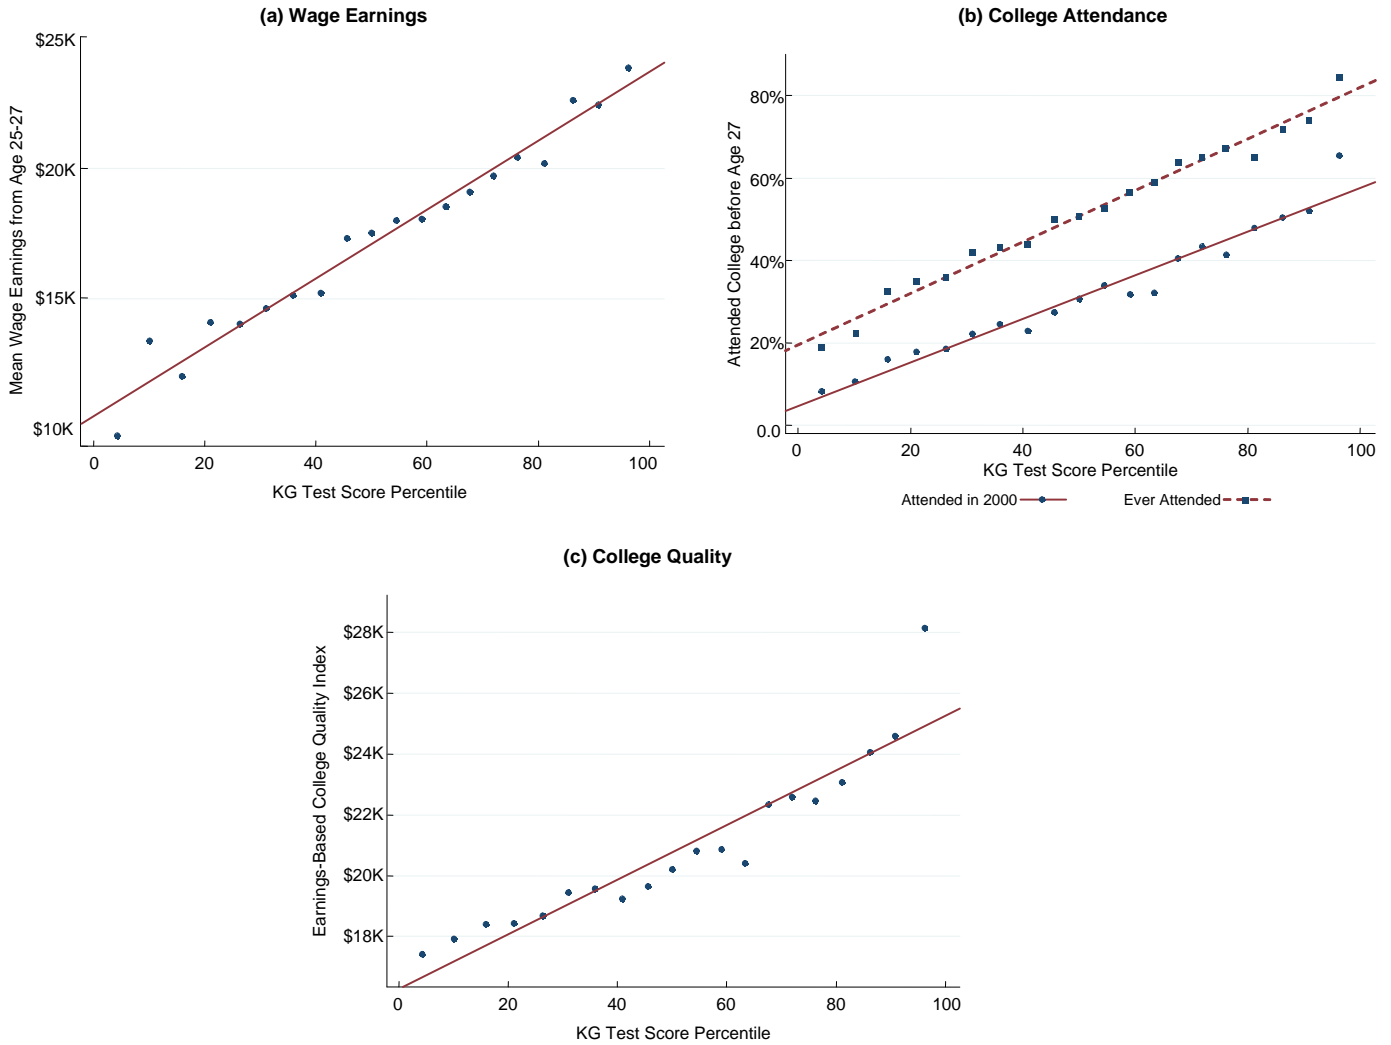 (a) Wage Earnings
Mean Wage Earnings from Age 25-27
$25K
$20K
$15K
$10K
0 20 40 60 80 100
KG Test Score Percentile
(b) College Attendance
Attended College before Age 27
80%
60%
40%
20%
0.0
0 20 40 60 80 100
KG Test Score Percentile
Attended in 2000 Ever Attended
(c) College Quality
Earnings-Based College Quality Index
$28K
$26K
$24K
$22K
$20K
$18K
0 20 40 60 80 100
KG Test Score Percentile